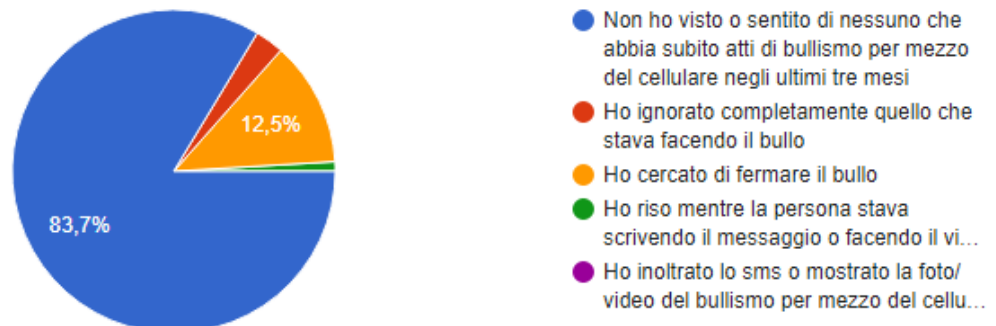 12,5%
83,7%
Non ho visto o sentito di nessuno che
abbia subito atti di bullismo per mezzo
del cellulare negli ultimi tre mesi
Ho ignorato completamente quello che
stava facendo il bullo
Ho cercato di fermare il bullo
Ho riso mentre la persona stava
scrivendo il messaggio o facendo il vi…
Ho inoltrato lo sms o mostrato la foto/
video del bullismo per mezzo del cellu…